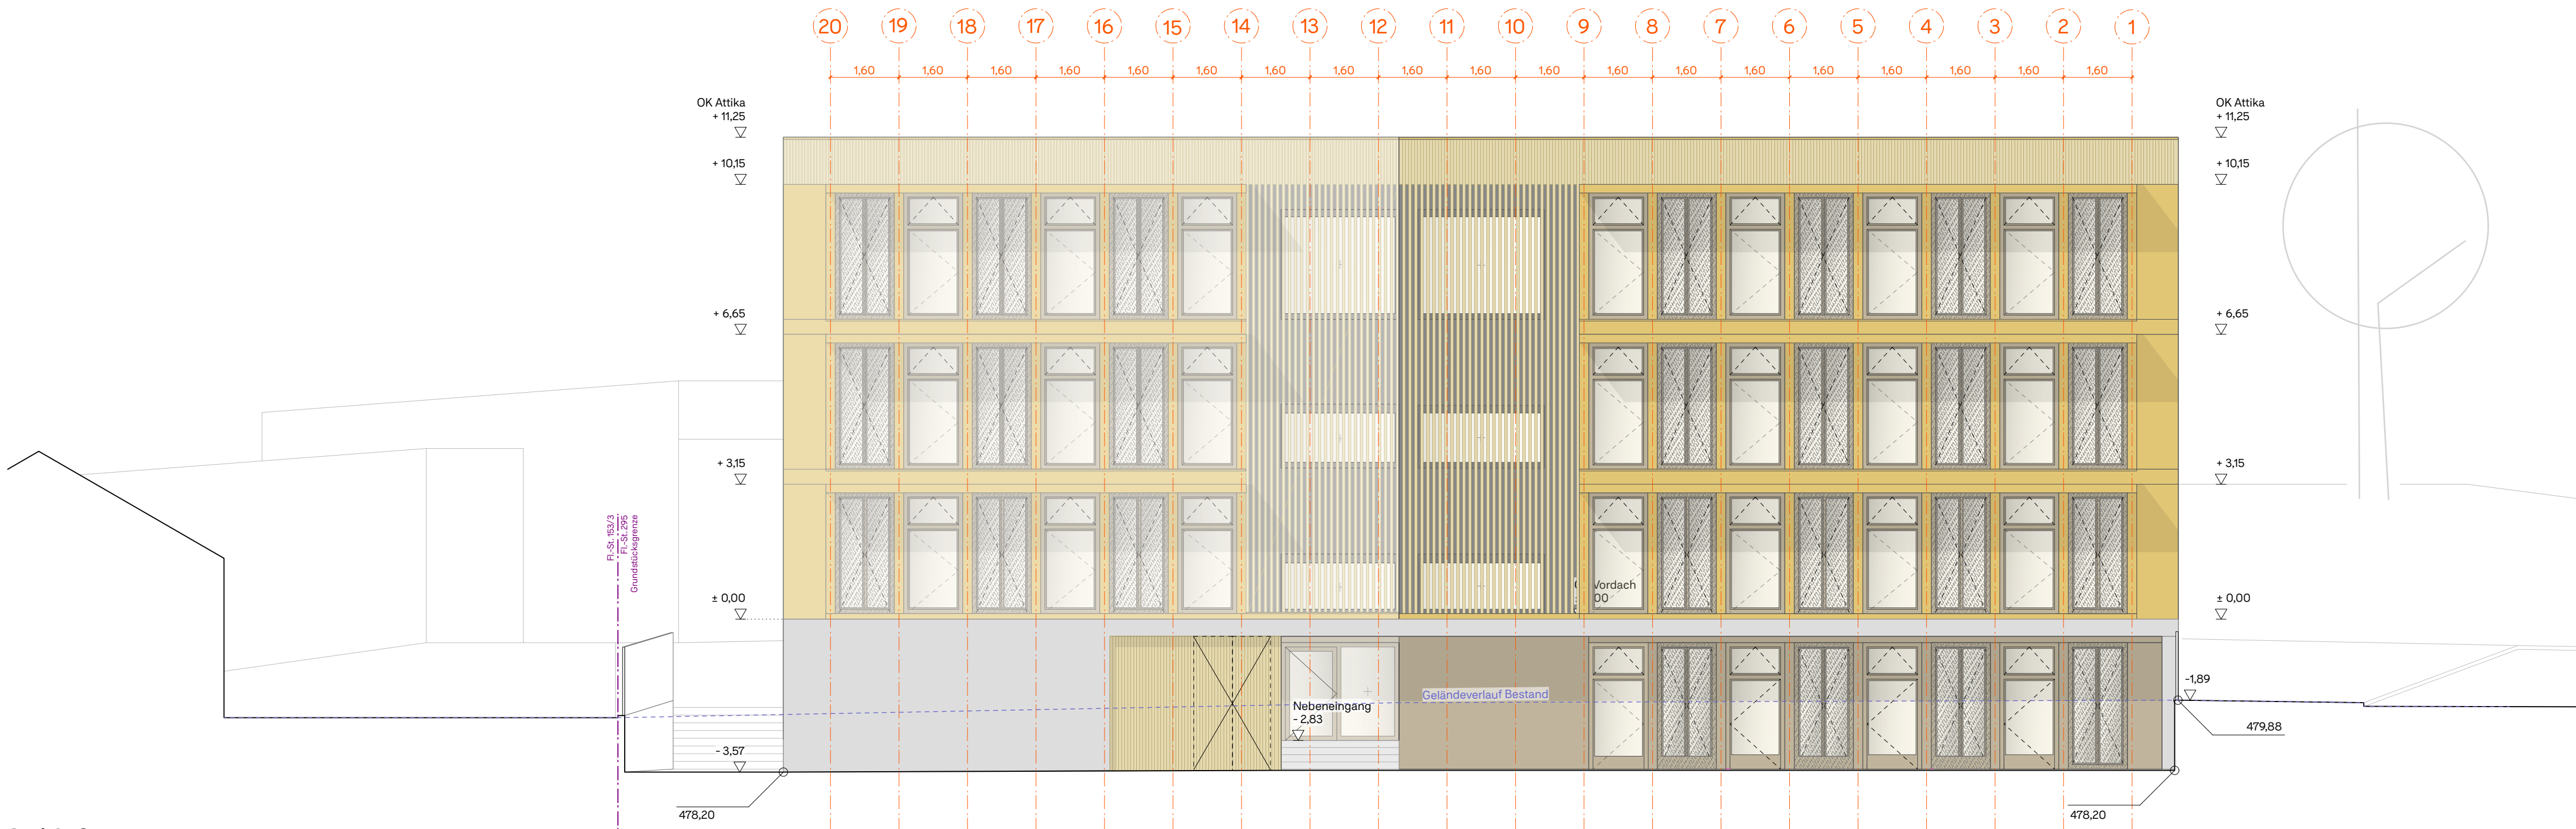 20 19 18 17 16 15 14 13 12 11 10 9 8 7 6 5 4 3 2 1
1,60 1,60 1,60 1,60 1,60 1,60 1,60 1,60 1,60 1,60 1,60 1,60 1,60 1,60 1,60 1,60 1,60 1,60 1,60
OK Attika
+ 11,25
+ 10,15
+ 6,65
+ 3,15
± 0,00
- 3,57
478,20
Fl.-St. 153/3
Fl.-St. 295
Grundstücksgrenze
Vordach
00
Geländeverlauf Bestand
Nebeneingang
- 2,83
OK Attika
+ 11,25
+ 10,15
+ 6,65
+ 3,15
± 0,00
-1,89
479,88
478,20